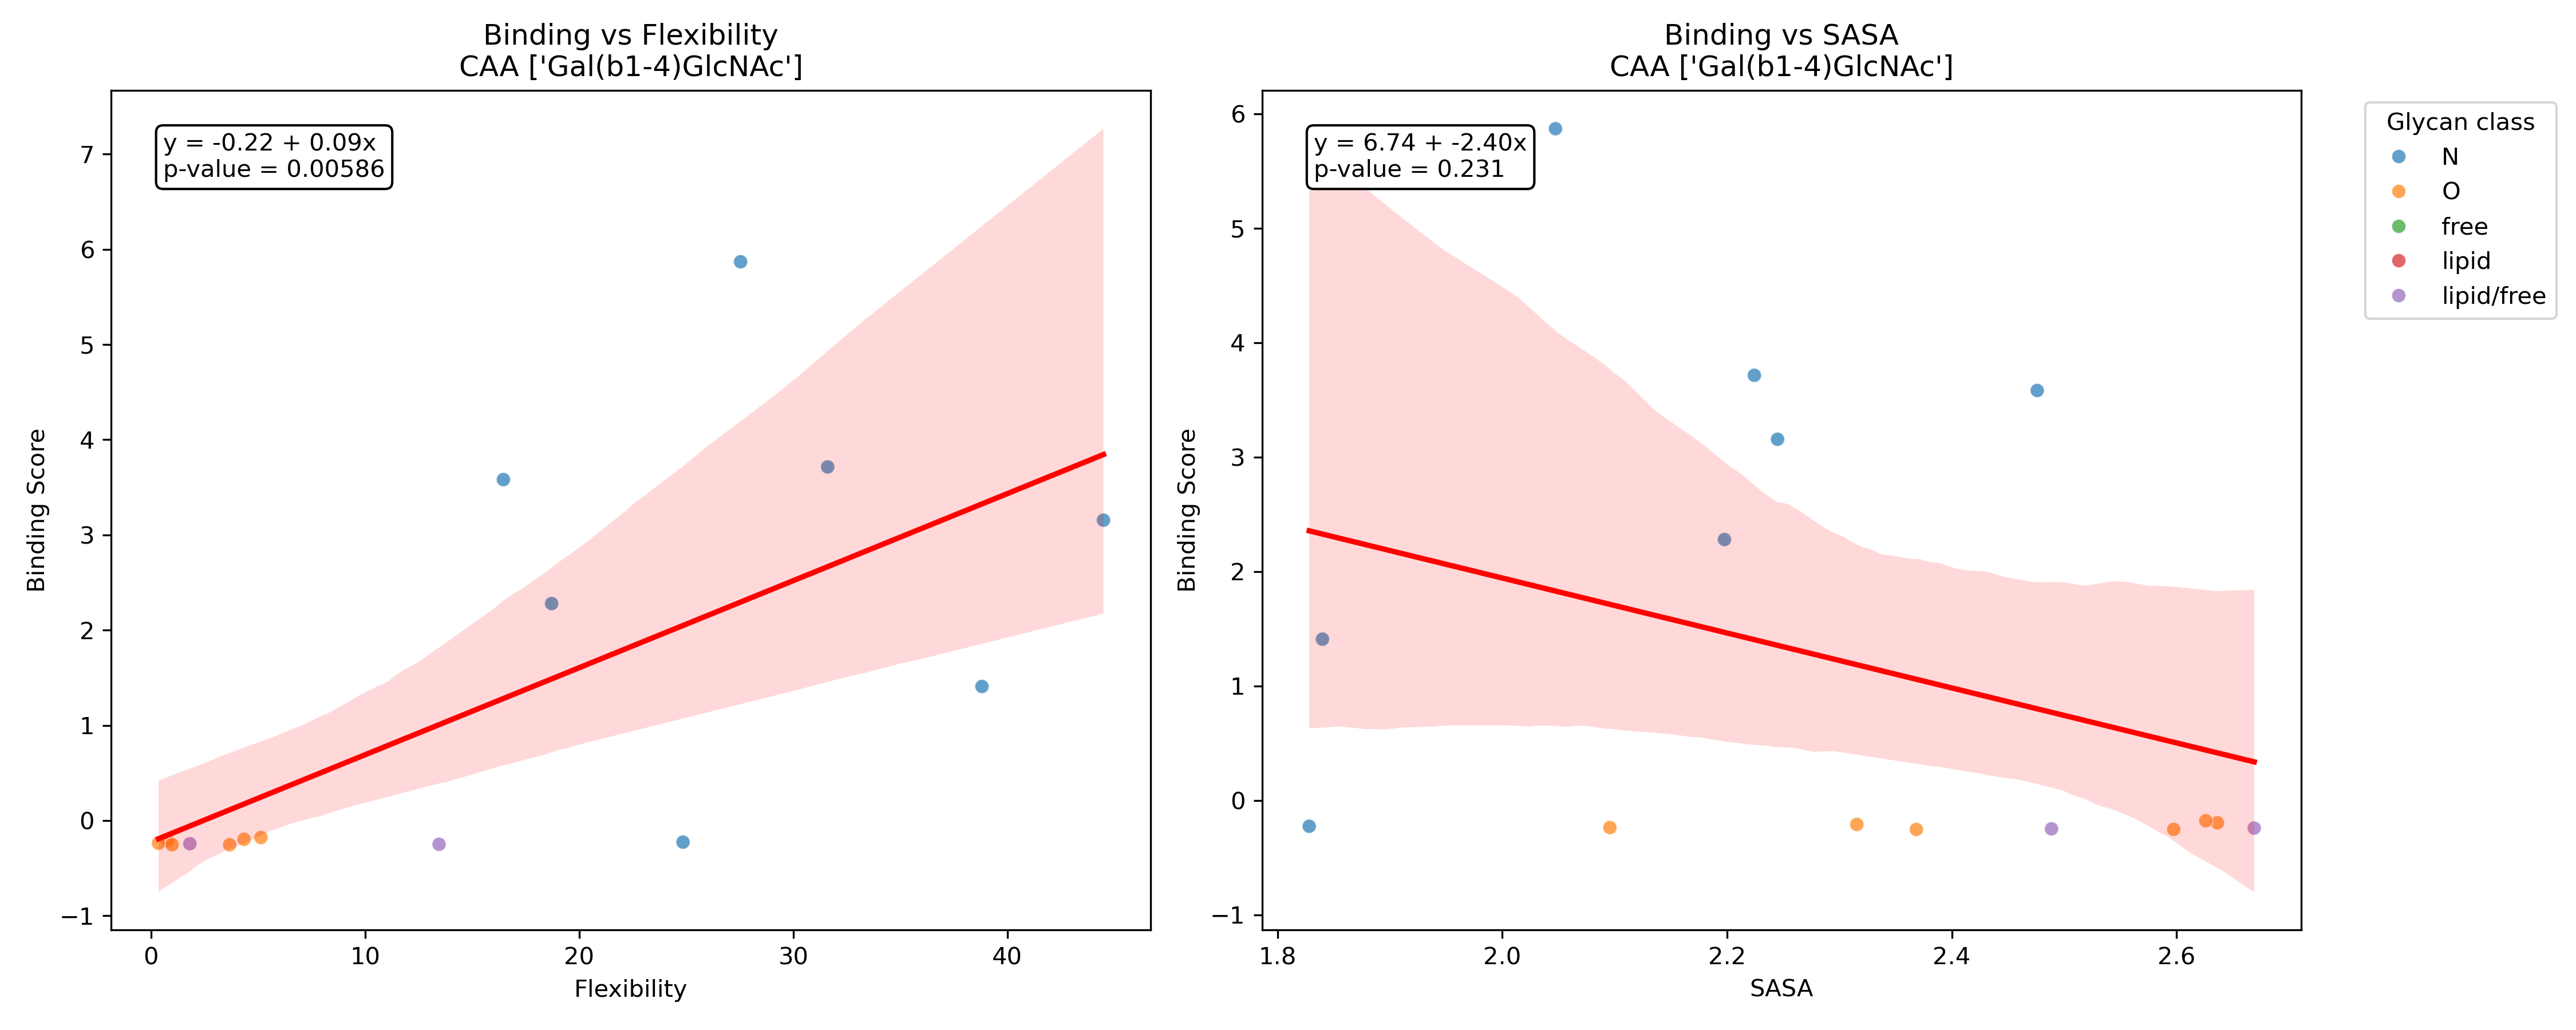 Binding vs Flexibility
CAA ['Gal(b1-4)GlcNAc']
y = -0.22 + 0.09x
p-value = 0.00586
7
6
5
4
3
2
1
0
−1
Binding Score
0
10
20
30
40
Flexibility
Binding vs SASA
CAA ['Gal(b1-4)GlcNAc']
y = 6.74 + -2.40x
p-value = 0.231
6
5
4
3
2
1
0
−1
Binding Score
1.8
2.0
2.2
2.4
2.6
SASA
Glycan class
N
O
free
lipid
lipid/free